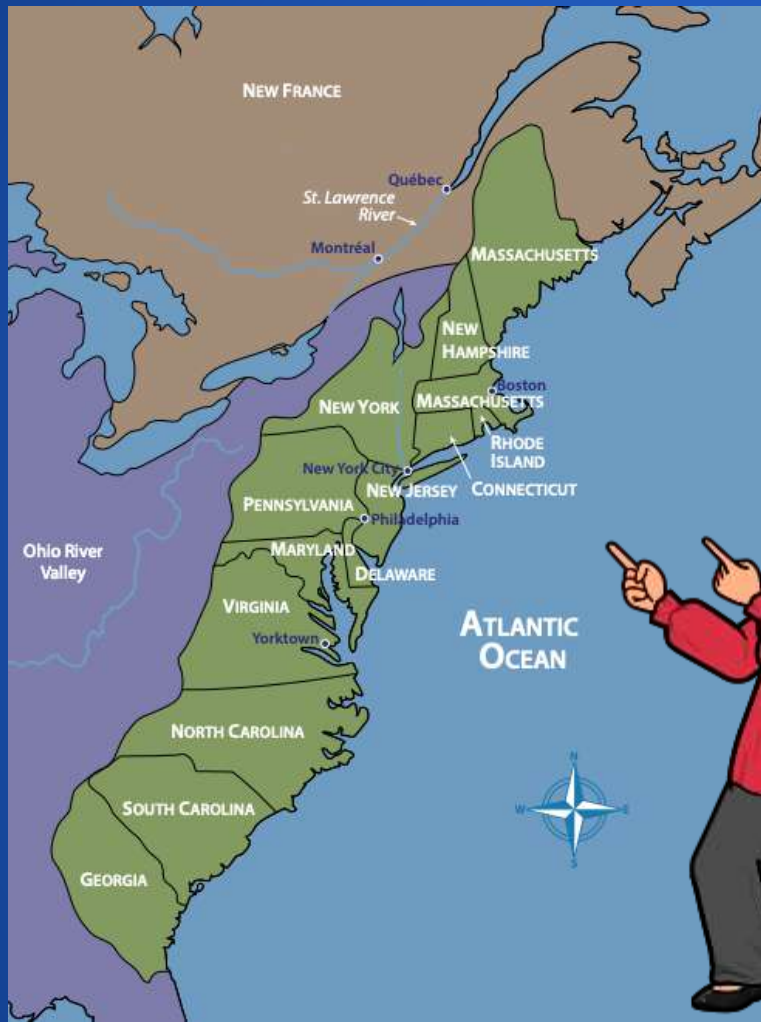 NEW FRANCE
Québec
St. Lawrence
River
Montréal
MASSACHUSETTS
NEW
HAMPSHIRE
Boston
MASSACHUSETTS
NEW YORK
RHODE
ISLAND
New York City
NEW JERSEY
CONNECTICUT
PENNSYLVANIA
Philadelphia
MARYLAND
Ohio River
Valley
DELAWARE
VIRGINIA
ATLANTIC
OCEAN
Yorktown
NORTH CAROLINA
N
W
E
S
SOUTH CAROLINA
GEORGIA